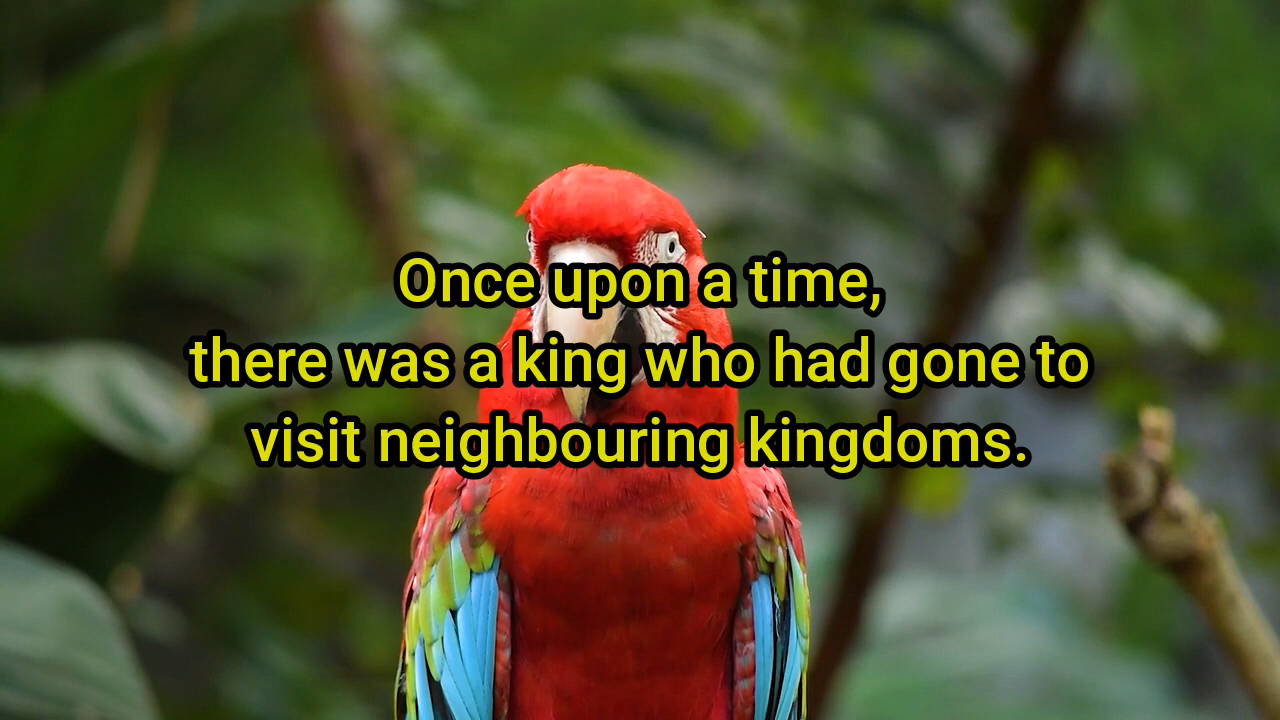 Once upon a time,
there was a king who had gone to
visit neighbouring kingdoms.